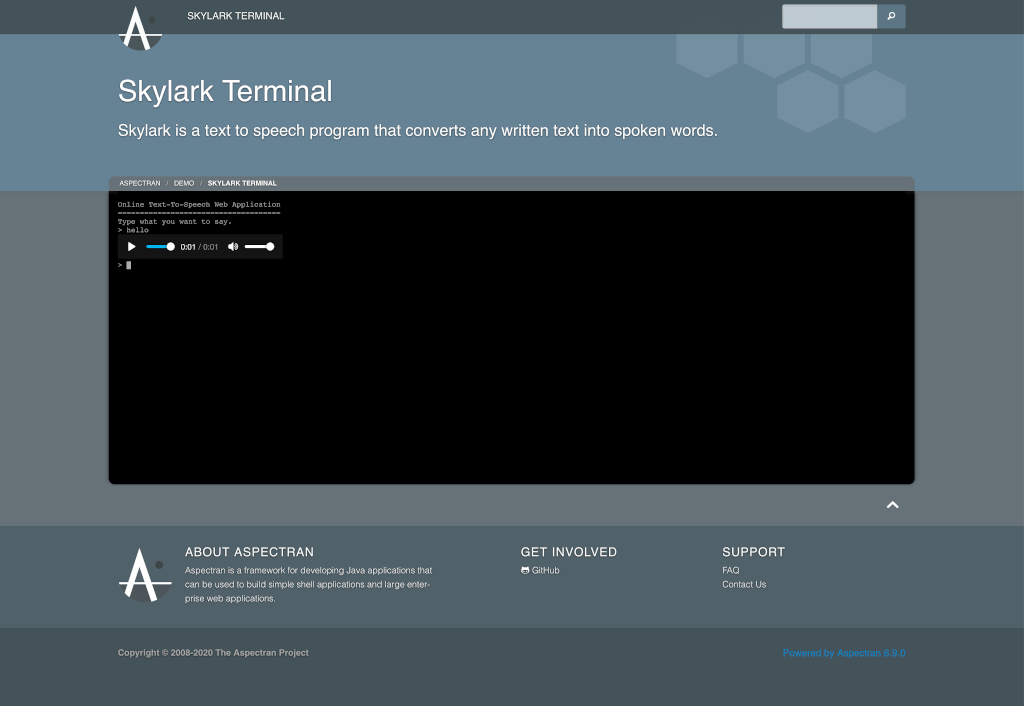 SKYLARK TERMINAL
Skylark Terminal
Skylark is a text to speech program that converts any written text into spoken words.
ASPECTRAN / DEMO / SKYLARK TERMINAL
Online Text-To-Speech Web Application
=====================================
Type what you want to say.
> hello
0:01 / 0:01
>
ABOUT ASPECTRAN
Aspectran is a framework for developing Java applications that
can be used to build simple shell applications and large enter-
prise web applications.
GET INVOLVED
GitHub
SUPPORT
FAQ
Contact Us
Copyright © 2008-2020 The Aspectran Project
Powered by Aspectran 6.9.0